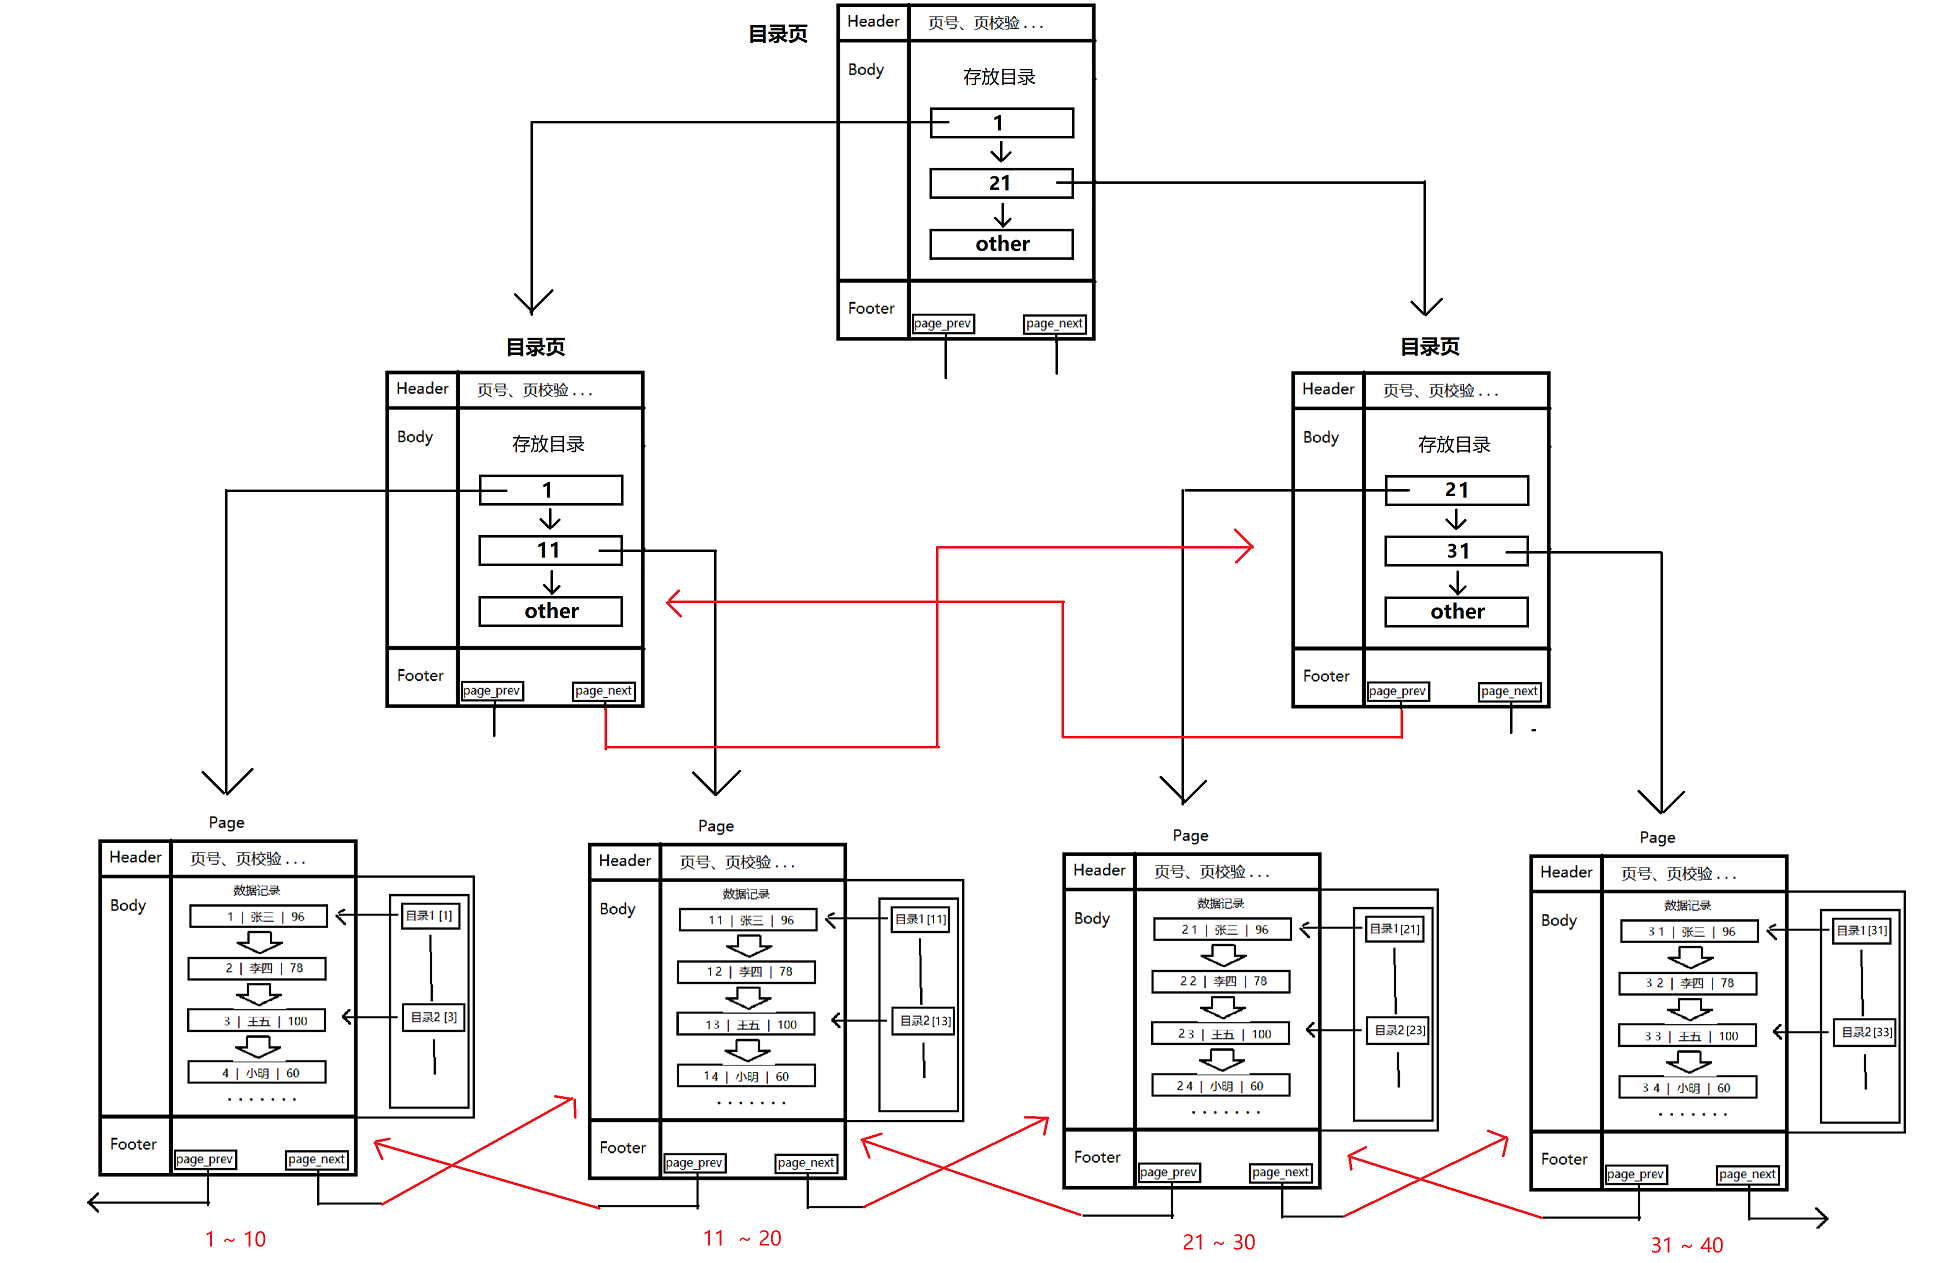 目录页
Header
页号、页校验 . . .
Body
存放目录
1
21
other
Footer
page_prev
page_next
目录页
Header
页号、页校验 . . .
Body
存放目录
1
11
other
Footer
page_prev
page_next
目录页
Header
页号、页校验 . . .
Body
存放目录
21
31
other
Footer
page_prev
page_next
Page
Header
页号、页校验 . . .
Body
数据记录
1 | 张三 | 96
2 | 李四 | 78
3 | 王五 | 100
4 | 小明 | 60
. . . . . . .
目录1 [1]
目录2 [3]
Footer
page_prev
page_next
1 ~ 10
Page
Header
页号、页校验 . . .
Body
数据记录
11 | 张三 | 96
12 | 李四 | 78
13 | 王五 | 100
14 | 小明 | 60
. . . . . . .
目录1 [11]
目录2 [13]
Footer
page_prev
page_next
11 ~ 20
Page
Header
页号、页校验 . . .
Body
数据记录
21 | 张三 | 96
22 | 李四 | 78
23 | 王五 | 100
24 | 小明 | 60
. . . . . . .
目录1 [21]
目录2 [23]
Footer
page_prev
page_next
21 ~ 30
Page
Header
页号、页校验 . . .
Body
数据记录
31 | 张三 | 96
32 | 李四 | 78
33 | 王五 | 100
34 | 小明 | 60
. . . . . . .
目录1 [31]
目录2 [33]
Footer
page_prev
page_next
31 ~ 40